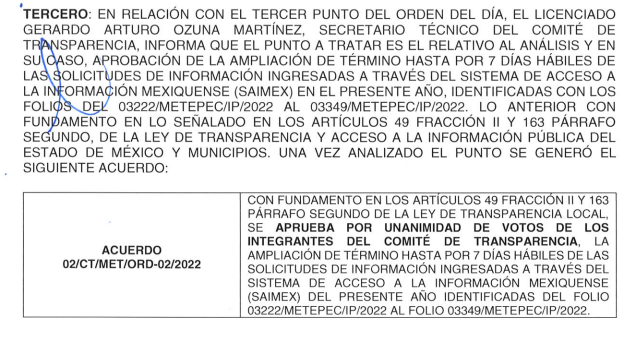 TERCERO: EN RELACIÓN CON EL TERCER PUNTO DEL ORDEN DEL DÍA, EL LICENCIADO
GERARDO ARTURO OZUNA MARTÍNEZ, SECRETARIO TÉCNICO DEL COMITÉ DE
TRANSPARENCIA, INFORMA QUE EL PUNTO A TRATAR ES EL RELATIVO AL ANÁLISIS Y EN
SU CASO, APROBACIÓN DE LA AMPLIACIÓN DE TÉRMINO HASTA POR 7 DÍAS HÁBILES DE
LAS SOLICITUDES DE INFORMACIÓN INGRESADAS A TRAVÉS DEL SISTEMA DE ACCESO A
LA INFORMACIÓN MEXIQUENSE (SAIMEX) EN EL PRESENTE AÑO, IDENTIFICADAS CON LOS
FOLIOS DEL 03222/METEPEC/IP/2022 AL 03349/METEPEC/IP/2022. LO ANTERIOR CON
FUNDAMENTO EN LO SEÑALADO EN LOS ARTÍCULOS 49 FRACCIÓN II Y 163 PÁRRAFO
SEGUNDO, DE LA LEY DE TRANSPARENCIA Y ACCESO A LA INFORMACIÓN PÚBLICA DEL
ESTADO DE MÉXICO Y MUNICIPIOS. UNA VEZ ANALIZADO EL PUNTO SE GENERÓ EL
SIGUIENTE ACUERDO:
ACUERDO
02/CT/MET/ORD-02/2022
CON FUNDAMENTO EN LOS ARTÍCULOS 49 FRACCIÓN II Y 163
PÁRRAFO SEGUNDO DE LA LEY DE TRANSPARENCIA LOCAL,
SE APRUEBA POR UNANIMIDAD DE VOTOS DE LOS
INTEGRANTES DEL COMITÉ DE TRANSPARENCIA, LA
AMPLIACIÓN DE TÉRMINO HASTA POR 7 DÍAS HÁBILES DE LAS
SOLICITUDES DE INFORMACIÓN INGRESADAS A TRAVÉS DEL
SISTEMA DE ACCESO A LA INFORMACIÓN MEXIQUENSE
(SAIMEX) DEL PRESENTE AÑO IDENTIFICADAS DEL FOLIO
03222/METEPEC/IP/2022 AL FOLIO 03349/METEPEC/IP/2022.